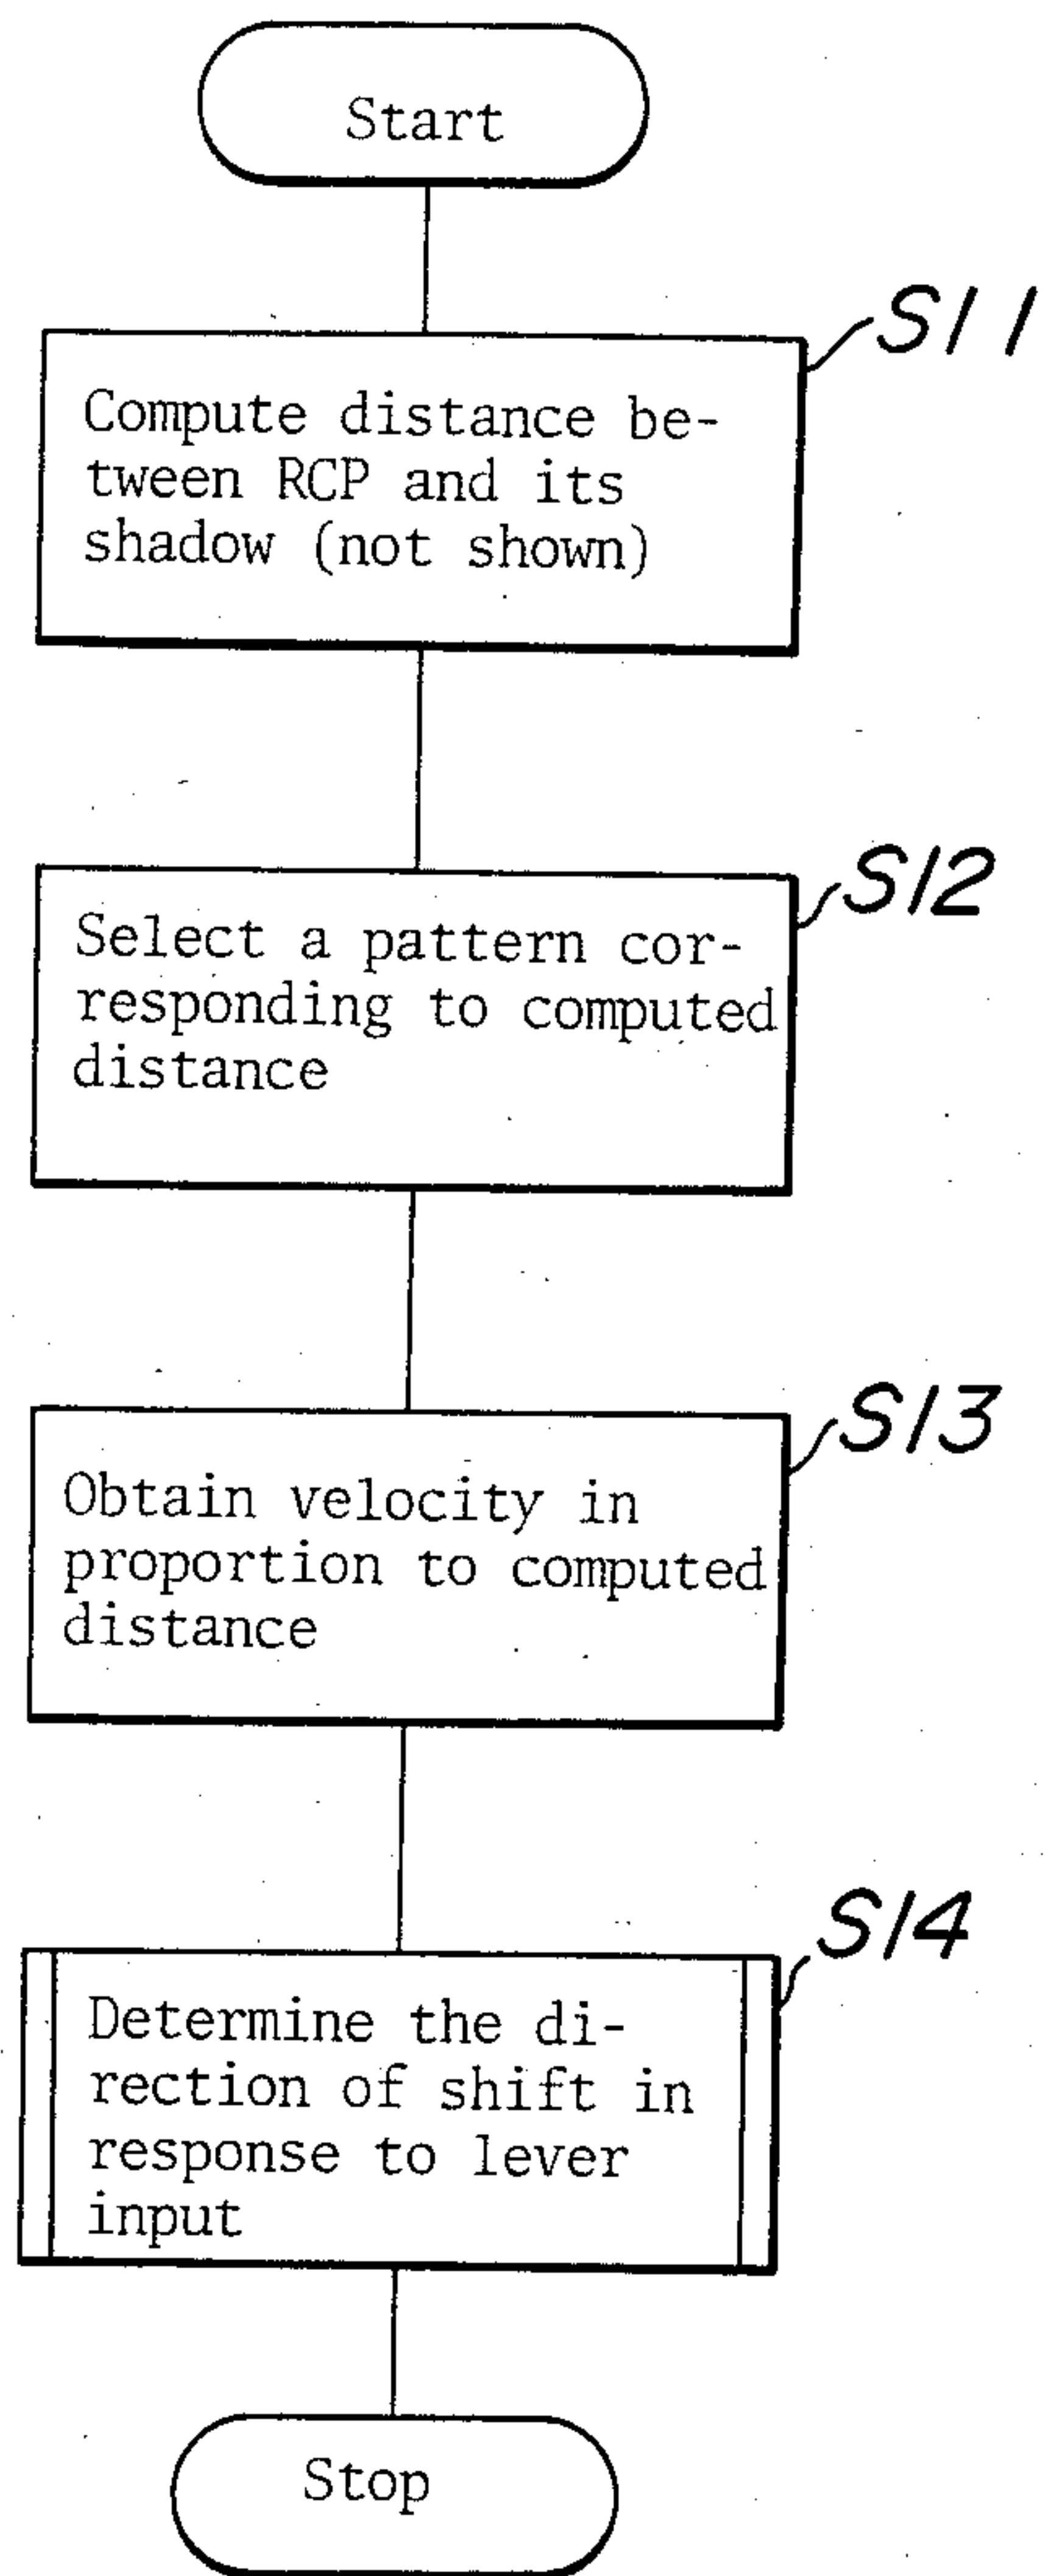 Start
S11
Compute distance be-
tween RCP and its
shadow (not shown)
S12
Select a pattern cor-
responding to computed
distance
S13
Obtain velocity in
proportion to computed
distance
S14
Determine the di-
rection of shift in
response to lever
input
Stop